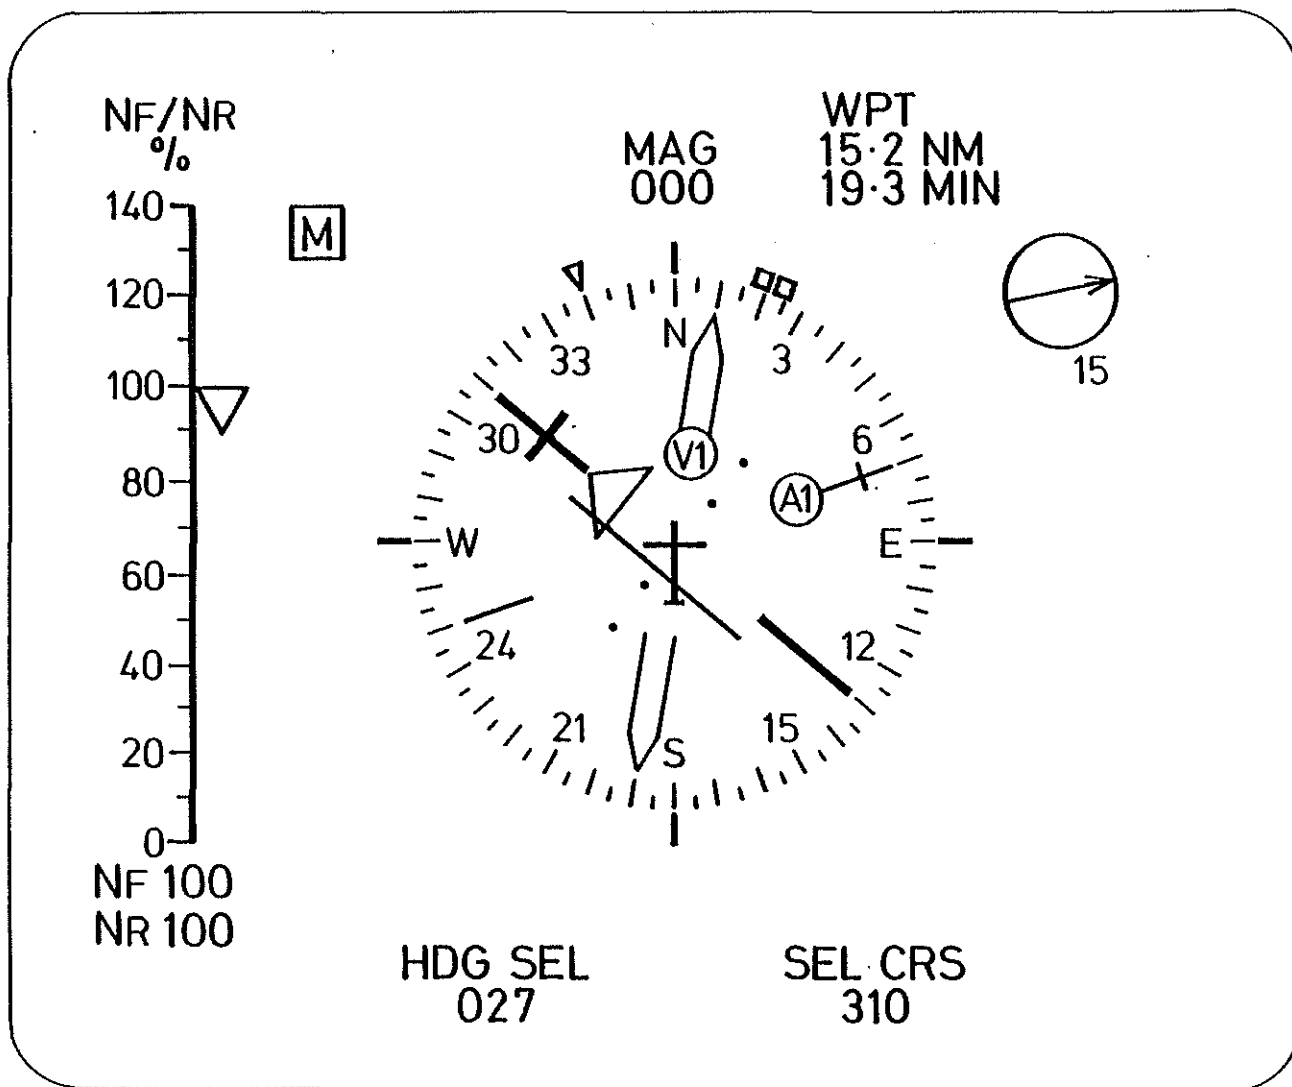 NF/NR
%
140
120
100
80
60
40
20
0
NF 100
NR 100
M
MAG
000
WPT
15·2 NM
19·3 MIN
15
N
3
6
E
12
15
S
21
24
W
30
33
V1
A1
HDG SEL
027
SEL CRS
310